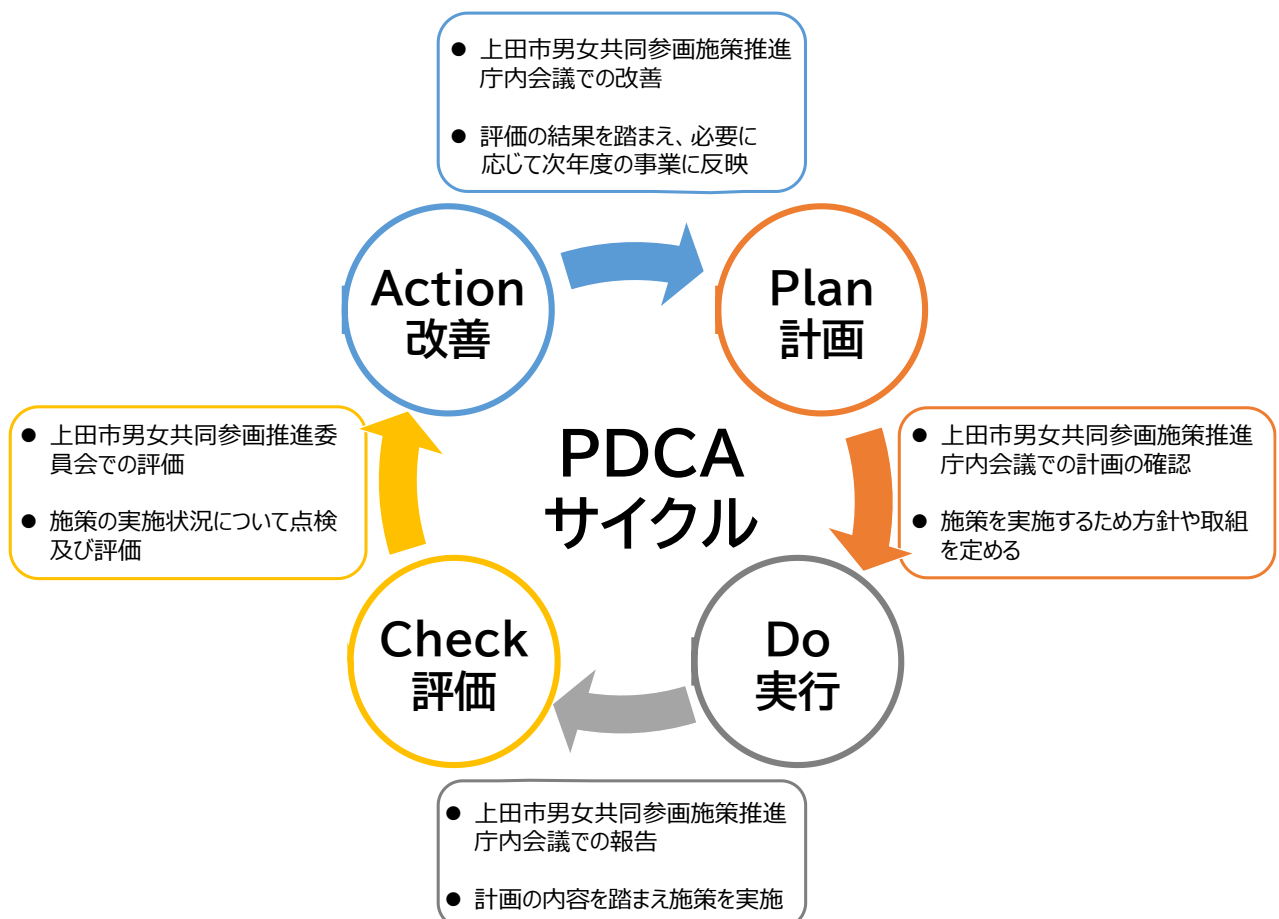 ● 上田市男女共同参画施策推進
庁内会議での改善
● 評価の結果を踏まえ、必要に
応じて次年度の事業に反映
Action
改善
Plan
計画
● 上田市男女共同参画推進委
員会での評価
● 施策の実施状況について点検
及び評価
PDCA
サイクル
● 上田市男女共同参画施策推進
庁内会議での計画の確認
● 施策を実施するため方針や取組
を定める
Check
評価
Do
実行
● 上田市男女共同参画施策推進
庁内会議での報告
● 計画の内容を踏まえ施策を実施